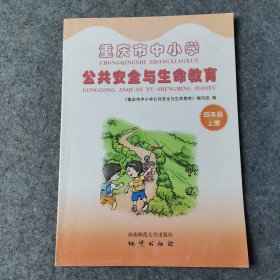 重庆市中小学
CHONGQINGSHI ZHONGXIAOXUE
公共安全与生命教育
GONGGONG ANQUAN YU SHENGMING JIAOYU
《重庆市中小学公共安全与生命教育》编写组 编
四年级
上册
西南师范大学出版社
地震出版社